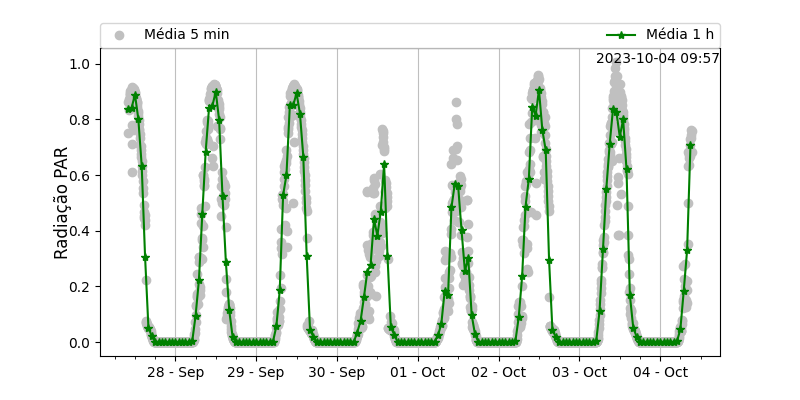 Média 5 min
Média 1 h
2023-10-04 09:57
Radiação PAR
1.0
0.8
0.6
0.4
0.2
0.0
28 - Sep
29 - Sep
30 - Sep
01 - Oct
02 - Oct
03 - Oct
04 - Oct